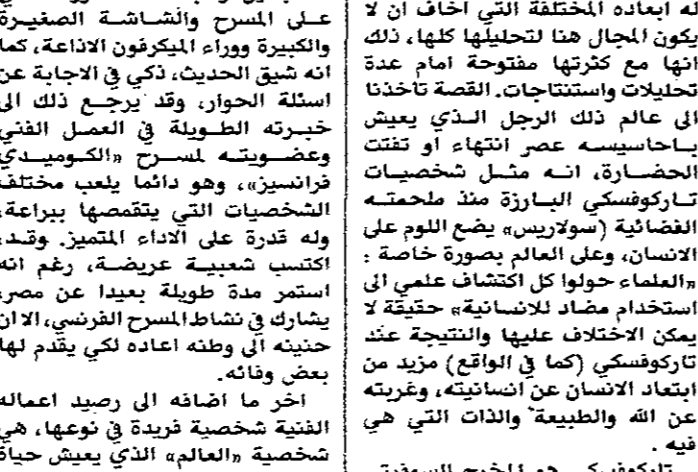 له ابعاده المختلفة التي اخاف ان لا
يكون المجال هنا لتحليلها كلها، ذلك
انها مع كثرتها مفتوحة امام عدة
تحليلات واستنتاجات. القصة تاخذنا
الى عالم ذلك الرجل الذي يعيش
باحاسيسه عصر انتهاء او تفتت
الحضارة، انه مثل شخصيات
تاركوفسكي البارزة منذ ملحمته
الفضائية (سولاريس» يضع اللوم على
الانسان، وعلى العالم بصورة خاصة :
«العلماء حولوا كل اكتشاف علمي الى
استخدام مضاد للانسانية» حقيقة لا
يمكن الاختلاف عليها والنتيجة عند
تاركوفسكي (كما في الواقع) مزيد من
ابتعاد الانسان عن انسانيته، وغربته
عن الله والطبيعة والذات التي هي
فيه .
تاركوفسكي هو المخرج السوفيتي
على المسرح والشاشة الصغيرة
والكبيرة ووراء الميكرفون الاذاعة، كما
انه شيق الحديث، ذكي في الاجابة عن
اسئلة الحوار، وقد يرجع ذلك الى
خبرته الطويلة في العمل الفني
وعضويته لمسرح «الكوميدي
فرانسيز»، وهو دائما يلعب مختلف
الشخصيات التي يتقمصها ببراعة،
وله قدرة على الاداء المتميز. وقد،
اكتسب شعبية عريضة، رغم انه
استمر مدة طويلة بعيدا عن مصر،
يشارك في نشاط المسرح الفرنسي، الا ان
حنينه الى وطنه اعاده لكي يقدم لها
بعض وفائه.
اخر ما اضافه الى رصيد اعماله
الفنية شخصية فريدة في نوعها، هي
شخصية «العالم» الذي يعيش حياة